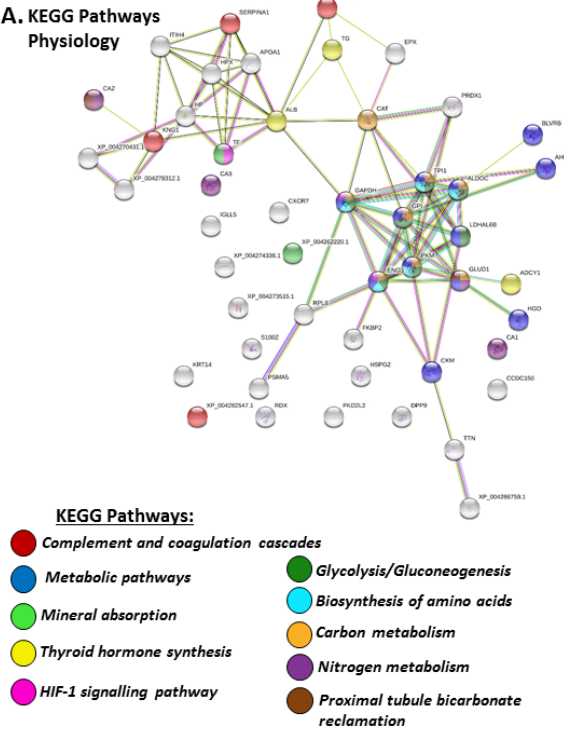 A. KEGG Pathways
Physiology
SERPINA1
ITIH4
TG
EPX
HPX
APOA1
CA2
HP
ALB
CAT
PRDX1
KNG1
BLVRB
XP_004270431.1
TF
TPI1
ALDOC
XP_004279312.1
CA3
GAPDH
CXCR7
GPI
IGLL5
LDHAL6B
XP_004262220.1
PKM
XP_004274336.1
ENO3
GLUD1
ADCY1
XP_004273515.1
HGD
FKBP2
S100Z
CA1
KRT14
PSMA5
HSPG2
CKM
CCDC150
XP_004282547.1
RDX
PKD2L2
DPP9
TTN
XP_004286759.1
KEGG Pathways:
Complement and coagulation cascades
Metabolic pathways
Mineral absorption
Thyroid hormone synthesis
HIF-1 signalling pathway
Glycolysis/Gluconeogenesis
Biosynthesis of amino acids
Carbon metabolism
Nitrogen metabolism
Proximal tubule bicarbonate
reclamation